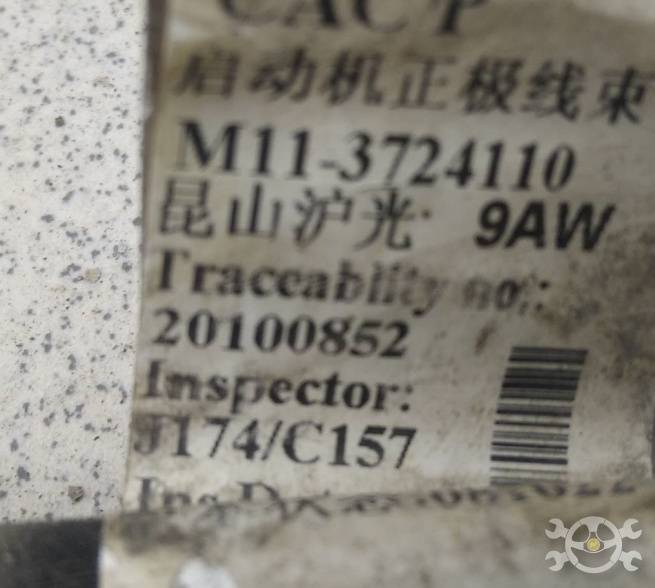 CAC P
启动机正极线束
M11-3724110
昆山沪光 9AW
Traceability no.:
20100852
Inspector:
J174/C157